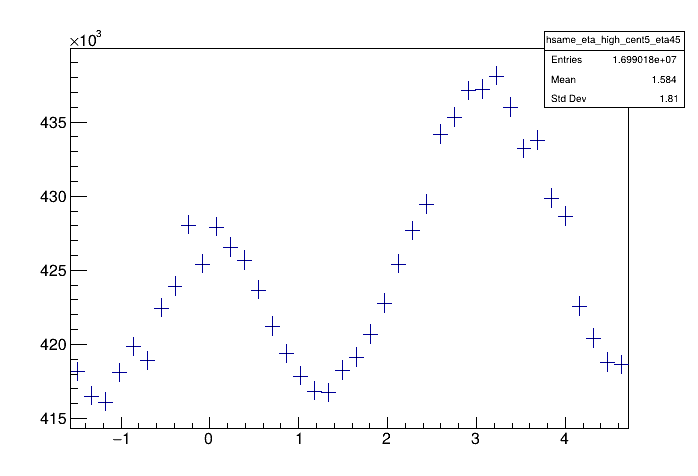 ×10³
hsame_eta_high_cent5_eta45
Entries 1.699018e+07
Mean 1.584
Std Dev 1.81
435
430
425
420
415
−1 0 1 2 3 4